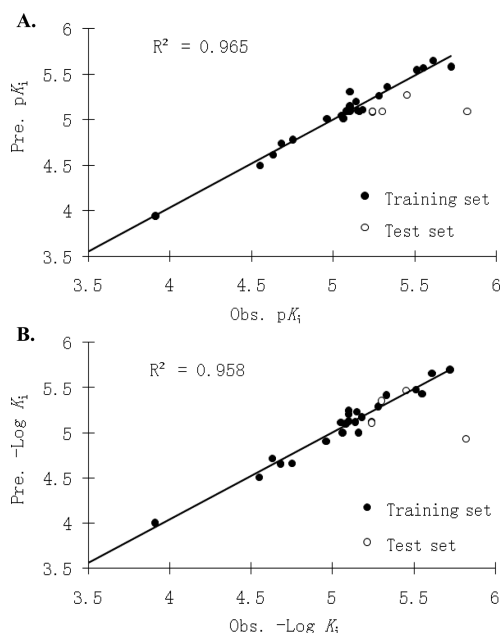 A.
R² = 0.965
Pre. pKi
6
5.5
5
4.5
4
3.5
Training set
Test set
3.5 4 4.5 5 5.5 6
Obs. pKi
B.
R² = 0.958
Pre. -Log Ki
6
5.5
5
4.5
4
3.5
Training set
Test set
3.5 4 4.5 5 5.5 6
Obs. -Log Ki